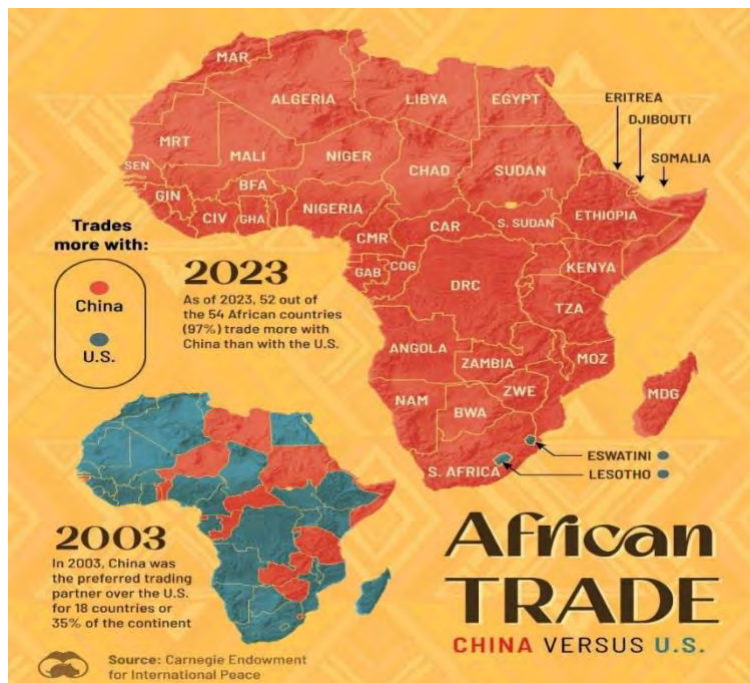 MAR
ALGERIA
LIBYA
EGYPT
ERITREA
DJIBOUTI
SOMALIA
MRT
MALI
NIGER
CHAD
SUDAN
SEN
GIN
BFA
CIV
GHA
NIGERIA
CMR
CAR
S. SUDAN
ETHIOPIA
GAB
COG
DRC
KENYA
TZA
ANGOLA
ZAMBIA
MOZ
NAM
ZWE
BWA
MDG
S. AFRICA
ESWATINI
LESOTHO
Trades
more with:
China
U.S.
2023
As of 2023, 52 out of
the 54 African countries
(97%) trade more with
China than with the U.S.
2003
In 2003, China was
the preferred trading
partner over the U.S.
for 18 countries or
35% of the continent
African
TRADE
CHINA VERSUS U.S.
Source: Carnegie Endowment
for International Peace